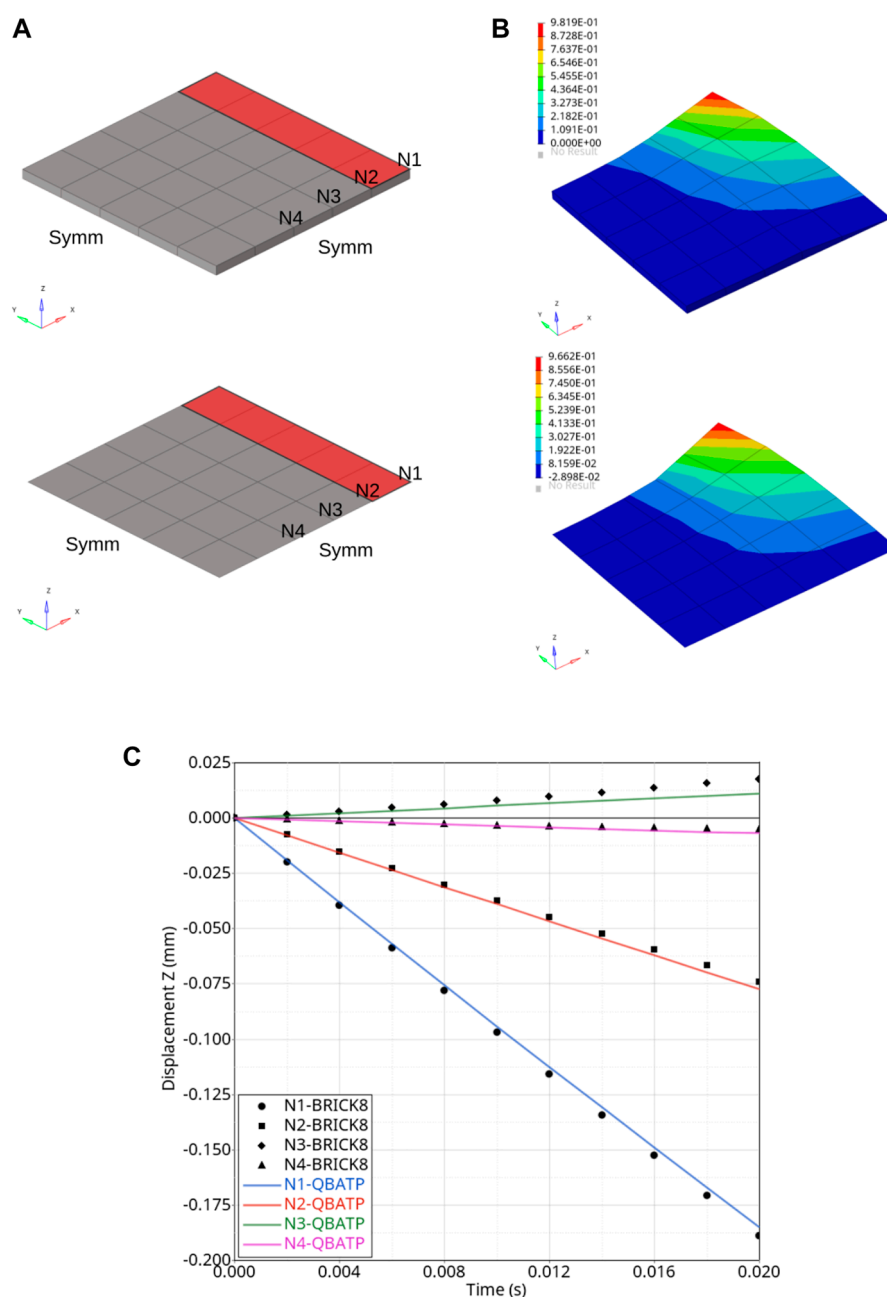 A
N1
N2
N3
N4
Symm
Symm
Z
Y
X
N1
N2
N3
N4
Symm
Symm
Z
Y
X
B
9.819E-01
8.728E-01
7.637E-01
6.546E-01
5.455E-01
4.364E-01
3.273E-01
2.182E-01
1.091E-01
0.000E+00
No Result
Z
Y
X
9.662E-01
8.556E-01
7.450E-01
6.345E-01
5.239E-01
4.133E-01
3.027E-01
1.922E-01
8.159E-02
-2.898E-02
No Result
Z
Y
X
C
Displacement Z (mm)
0.025
0.000
-0.025
-0.050
-0.075
-0.100
-0.125
-0.150
-0.175
-0.200
N1-BRICK8
N2-BRICK8
N3-BRICK8
N4-BRICK8
N1-QBATP
N2-QBATP
N3-QBATP
N4-QBATP
0.000 0.004 0.008 0.012 0.016 0.020
Time (s)